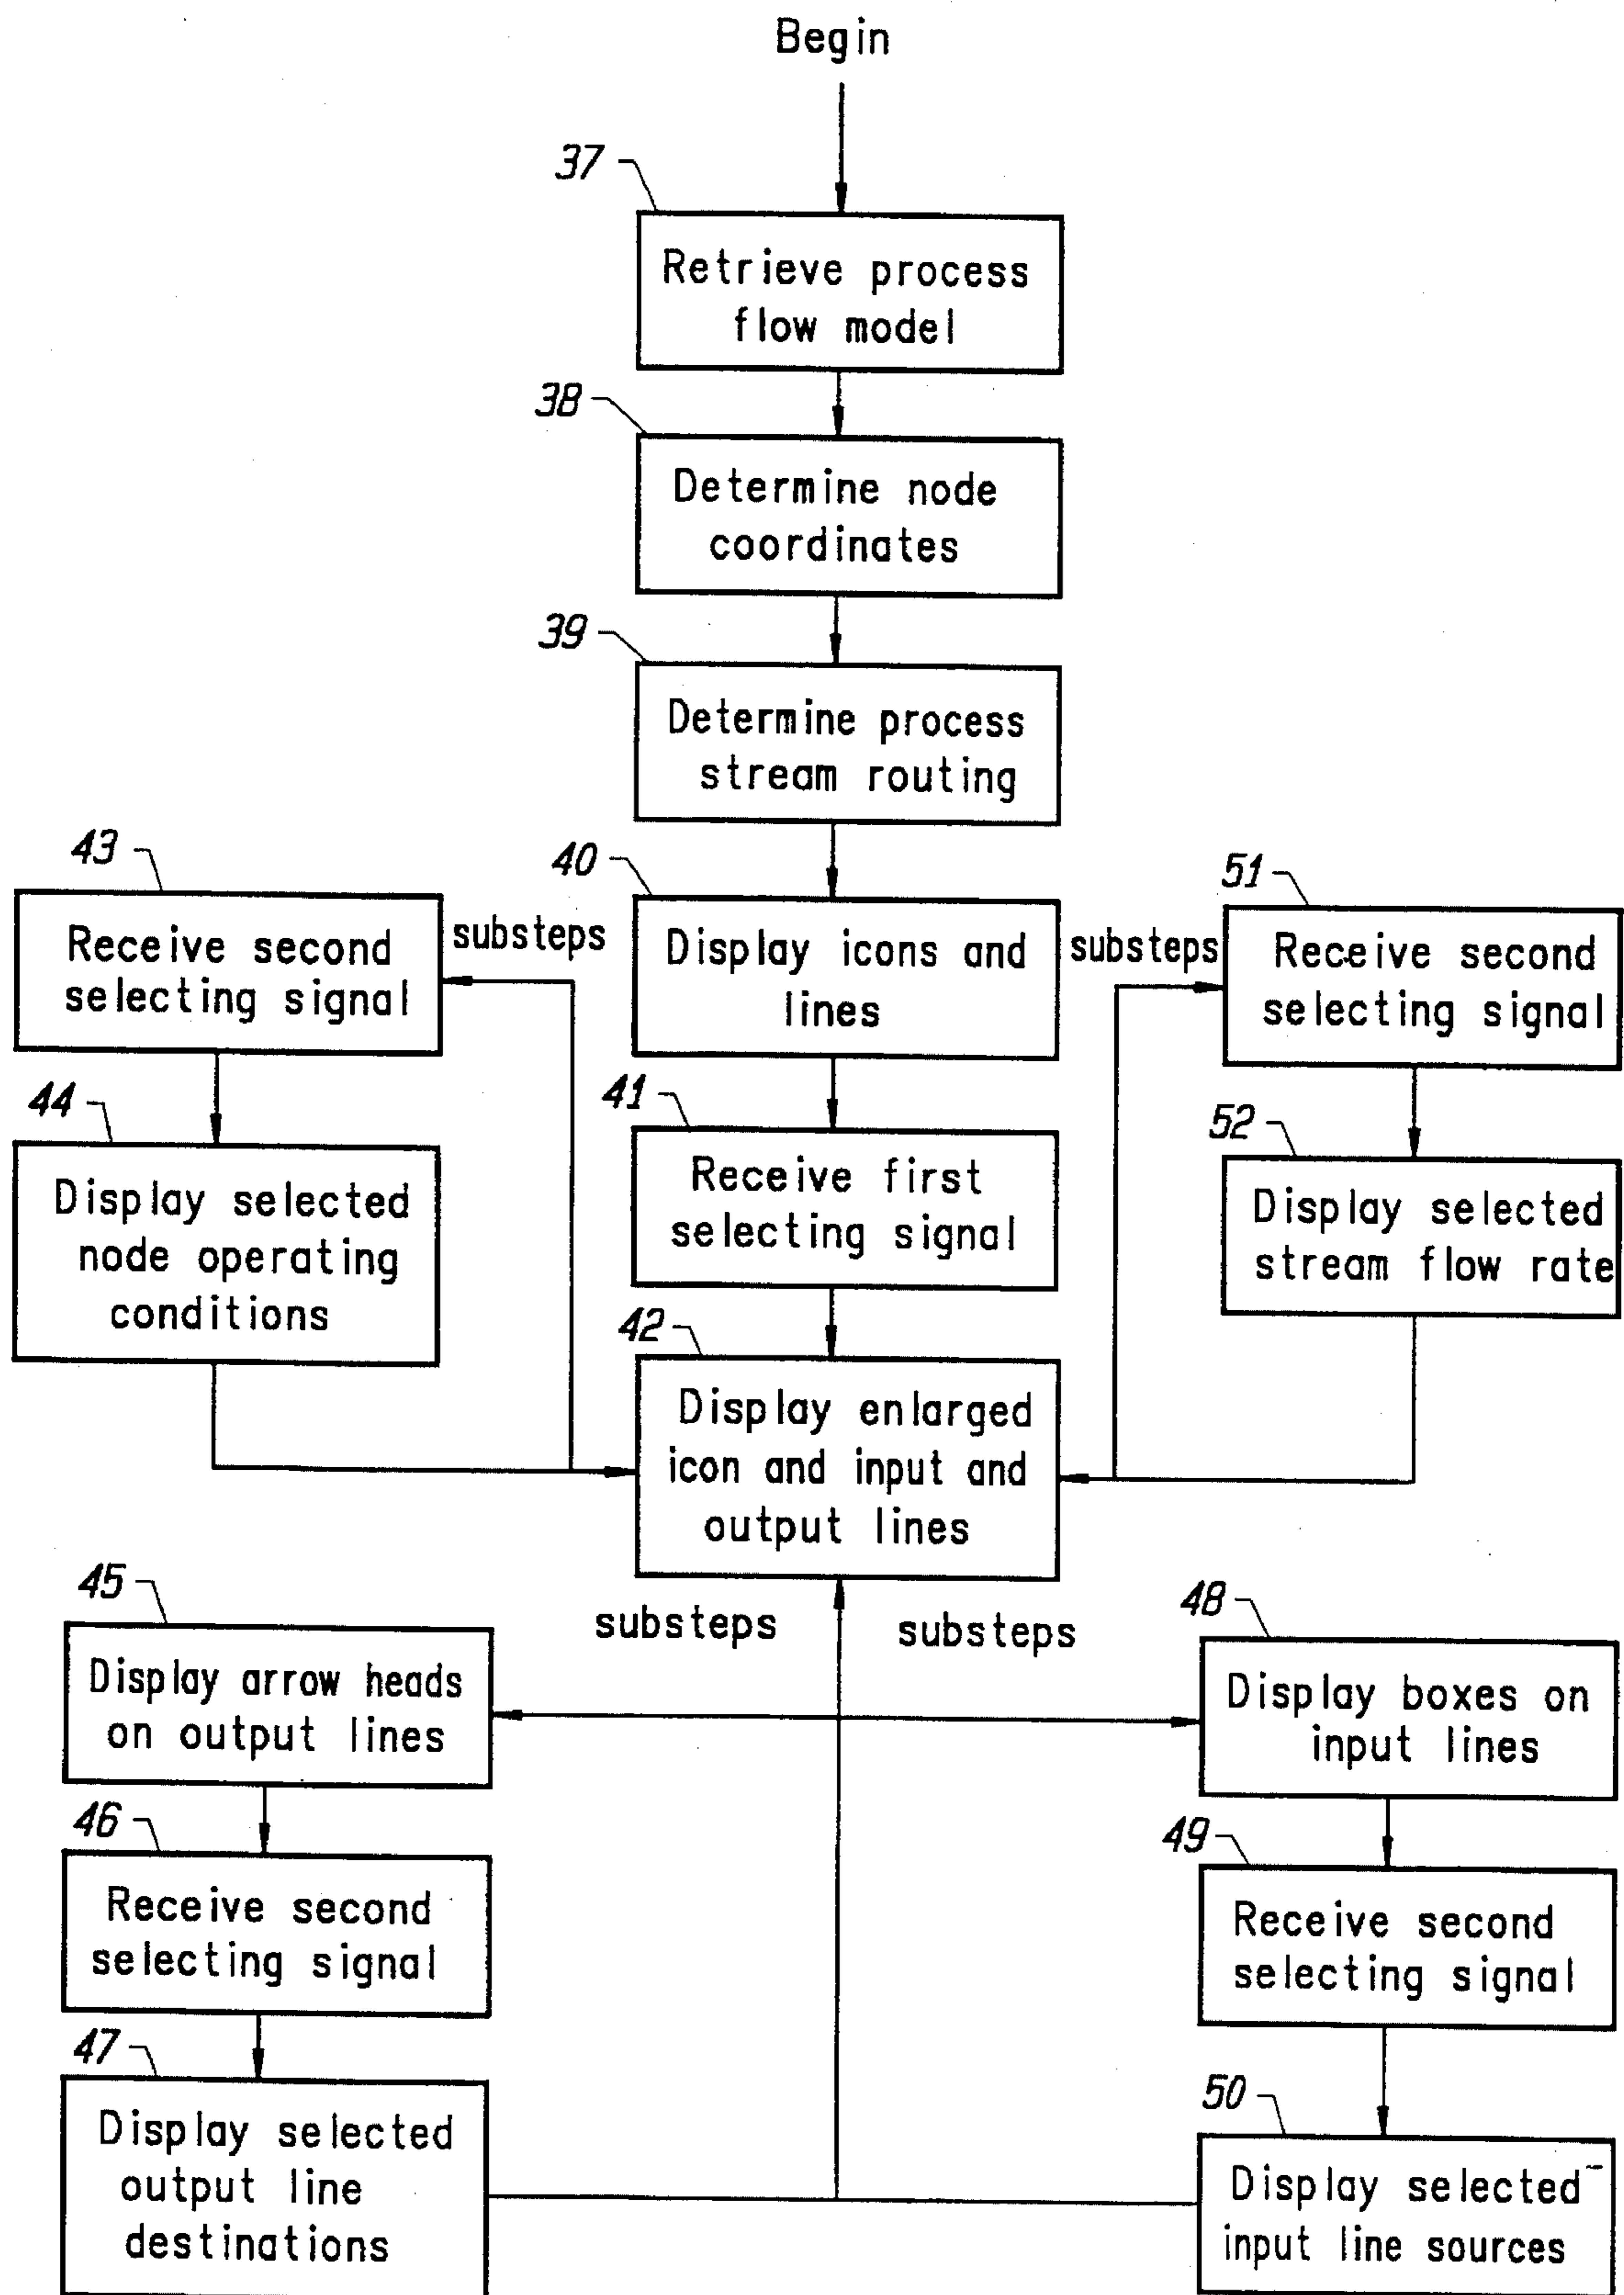 Begin
37
Retrieve process
flow model
38
Determine node
coordinates
39
Determine process
stream routing
40
Display icons and
lines
41
Receive first
selecting signal
42
Display enlarged
icon and input and
output lines
substeps
43
Receive second
selecting signal
44
Display selected
node operating
conditions
substeps
51
Receive second
selecting signal
52
Display selected
stream flow rate
substeps
45
Display arrow heads
on output lines
46
Receive second
selecting signal
47
Display selected
output line
destinations
substeps
48
Display boxes on
input lines
49
Receive second
selecting signal
50
Display selected
input line sources